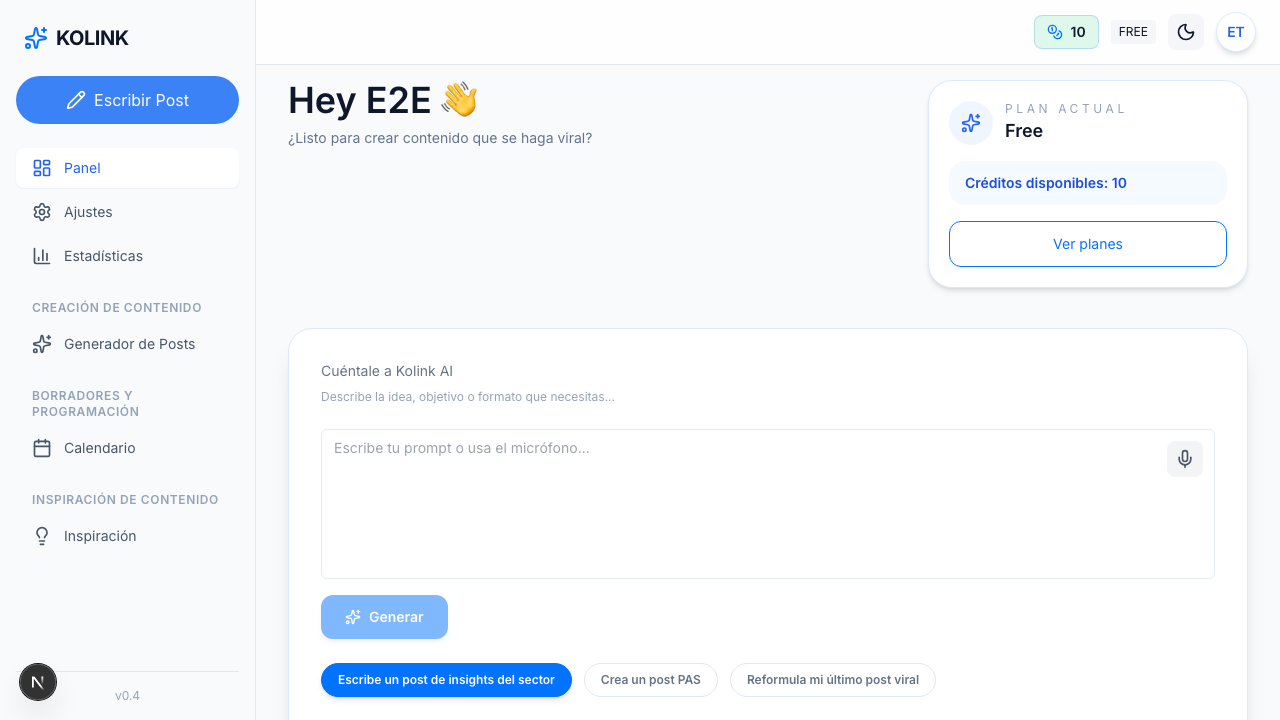 KOLINK
Escribir Post
Panel
Ajustes
Estadísticas
CREACIÓN DE CONTENIDO
Generador de Posts
BORRADORES Y
PROGRAMACIÓN
Calendario
INSPIRACIÓN DE CONTENIDO
Inspiración
N
v0.4
10
FREE
ET
Hey E2E 👋
¿Listo para crear contenido que se haga viral?
PLAN ACTUAL
Free
Créditos disponibles: 10
Ver planes
Cuéntale a Kolink AI
Describe la idea, objetivo o formato que necesitas...
Escribe tu prompt o usa el micrófono...
Generar
Escribe un post de insights del sector
Crea un post PAS
Reformula mi último post viral